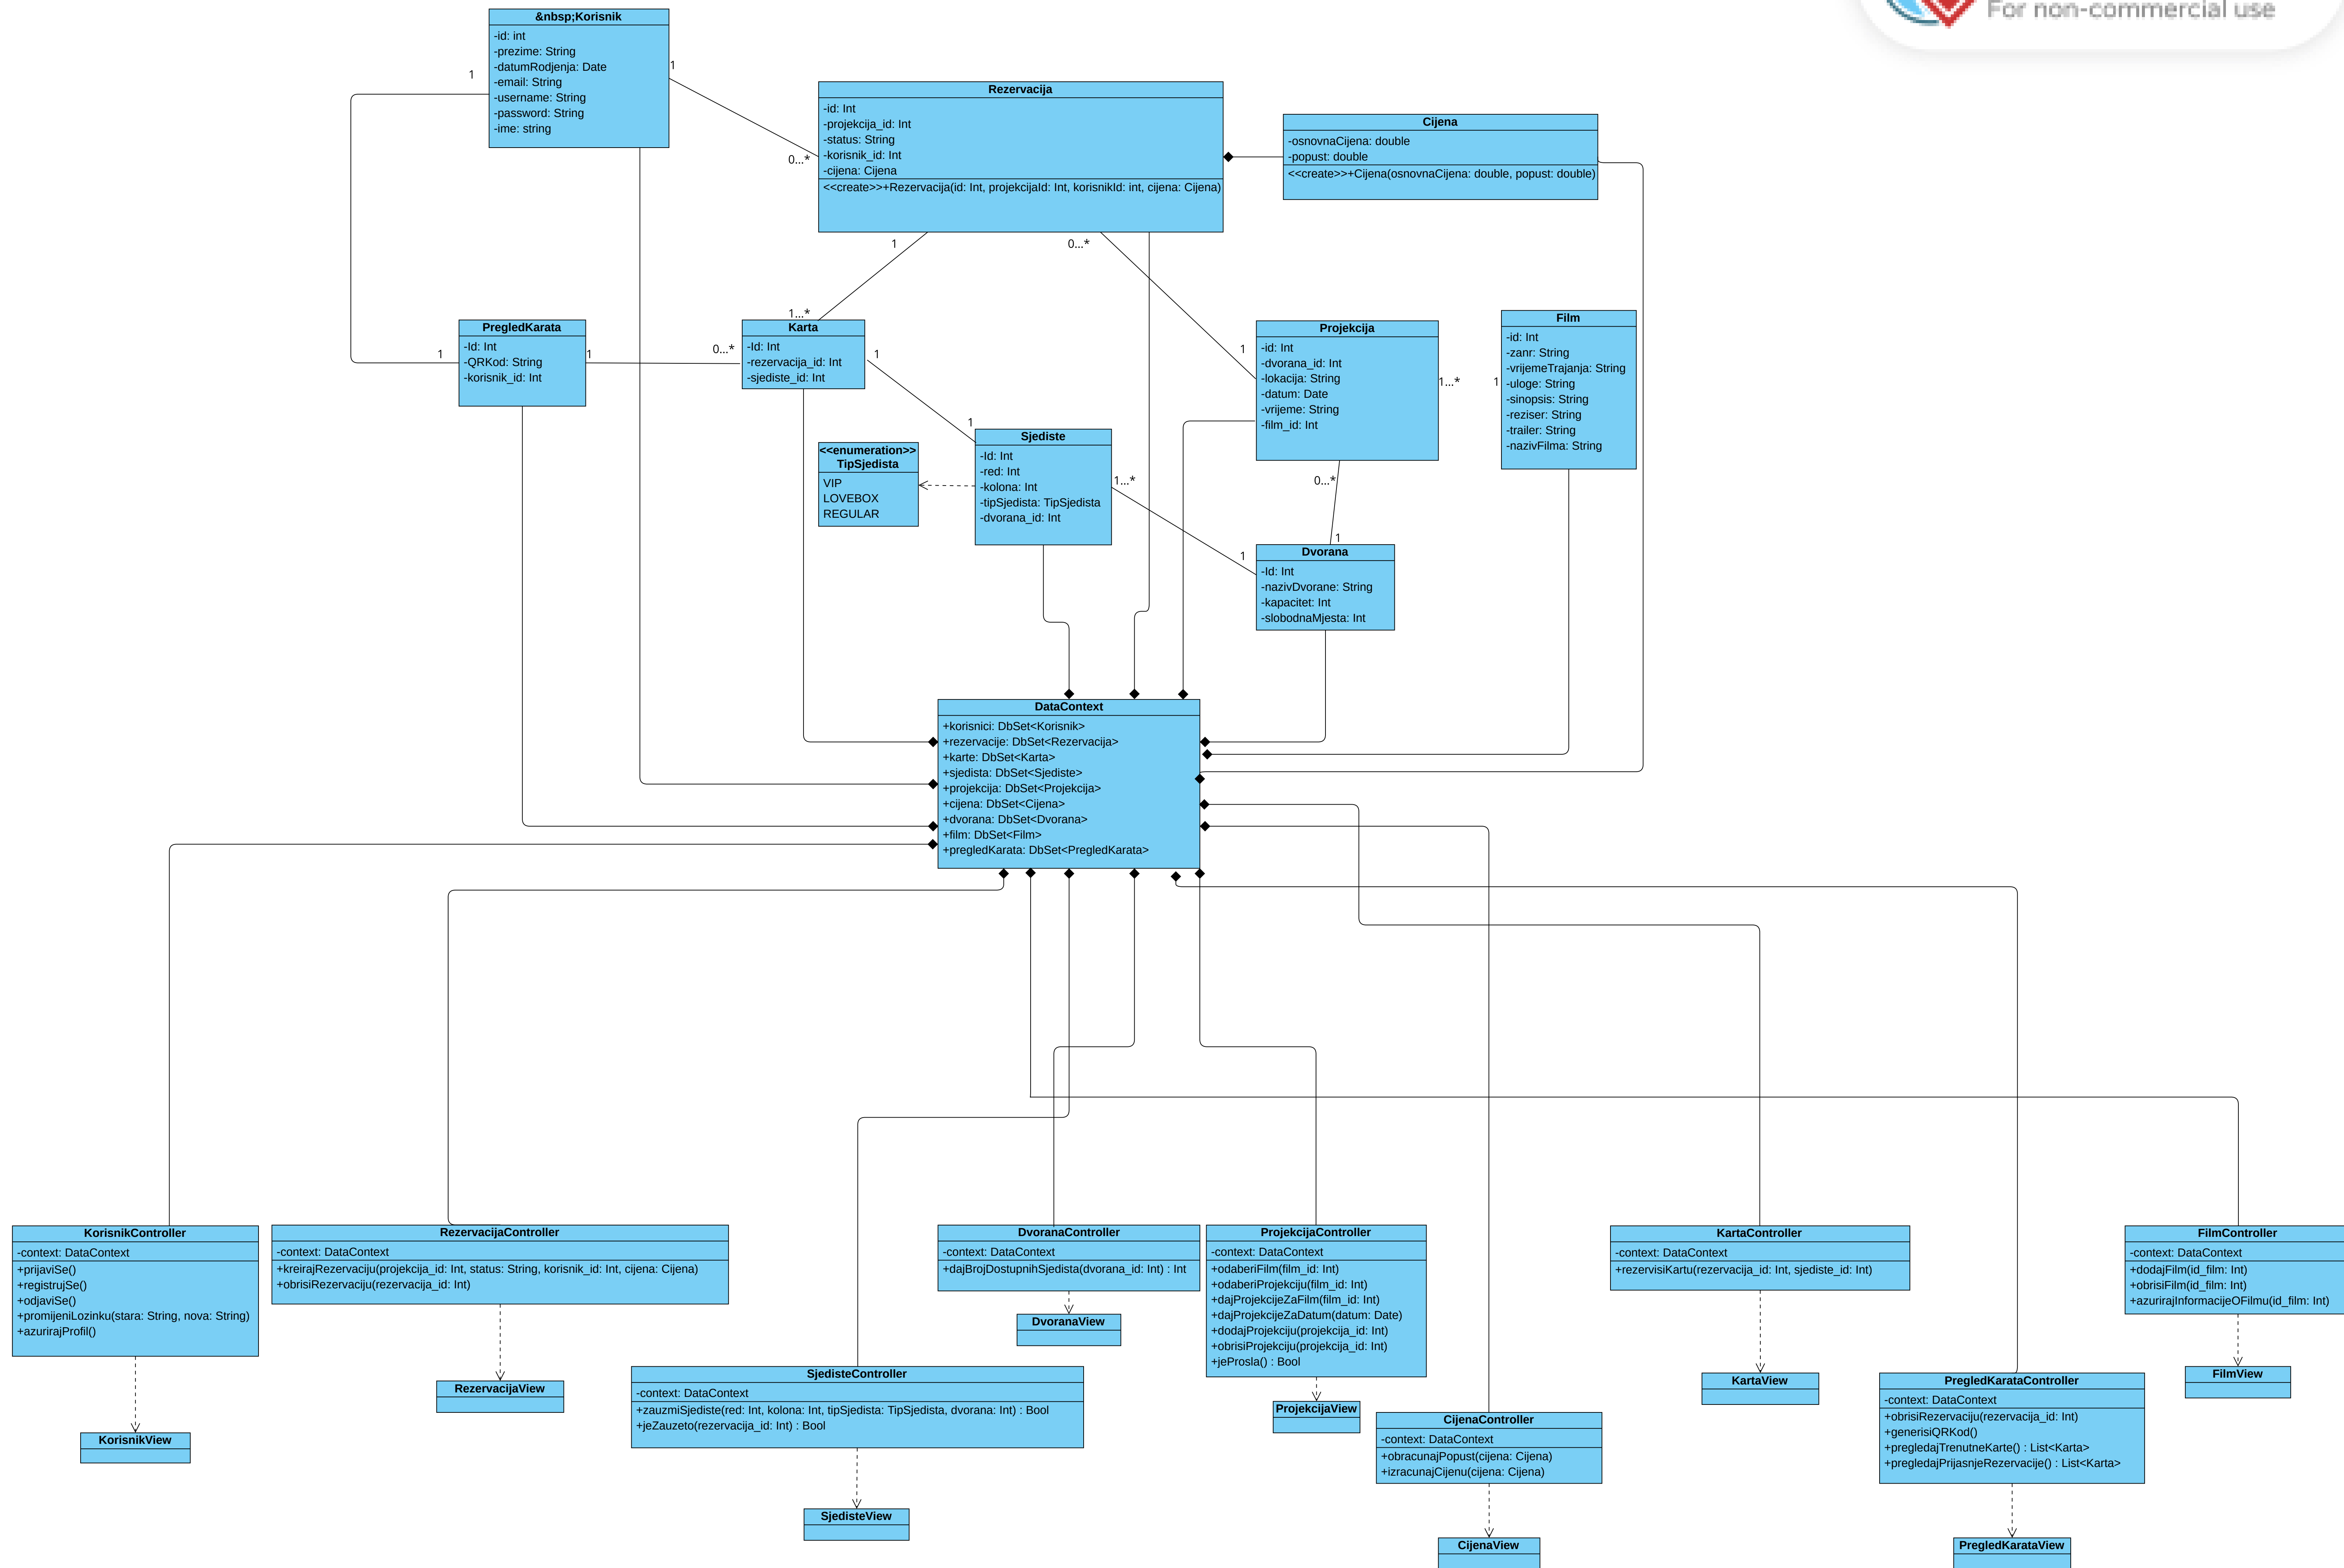 For non-commercial use
&nbsp;Korisnik
-id: int
-prezime: String
-datumRodjenja: Date
-email: String
-username: String
-password: String
-ime: string
1
1
0...*
Rezervacija
-id: Int
-projekcija_id: Int
-status: String
-korisnik_id: Int
-cijena: Cijena
<<create>>+Rezervacija(id: Int, projekcijaId: Int, korisnikId: int, cijena: Cijena)
Cijena
-osnovnaCijena: double
-popust: double
<<create>>+Cijena(osnovnaCijena: double, popust: double)
1
0...*
1...*
PregledKarata
-Id: Int
-QRKod: String
-korisnik_id: Int
1
1
0...*
Karta
-Id: Int
-rezervacija_id: Int
-sjediste_id: Int
1
1
Projekcija
-id: Int
-dvorana_id: Int
-lokacija: String
-datum: Date
-vrijeme: String
-film_id: Int
1
1...*
1
Film
-id: Int
-zanr: String
-vrijemeTrajanja: String
-uloge: String
-sinopsis: String
-reziser: String
-trailer: String
-nazivFilma: String
<<enumeration>>
TipSjedista
VIP
LOVEBOX
REGULAR
Sjediste
-Id: Int
-red: Int
-kolona: Int
-tipSjedista: TipSjedista
-dvorana_id: Int
1...*
0...*
1
1
Dvorana
-Id: Int
-nazivDvorane: String
-kapacitet: Int
-slobodnaMjesta: Int
DataContext
+korisnici: DbSet<Korisnik>
+rezervacije: DbSet<Rezervacija>
+karte: DbSet<Karta>
+sjedista: DbSet<Sjediste>
+projekcija: DbSet<Projekcija>
+cijena: DbSet<Cijena>
+dvorana: DbSet<Dvorana>
+film: DbSet<Film>
+pregledKarata: DbSet<PregledKarata>
KorisnikController
-context: DataContext
+prijaviSe()
+registrujSe()
+odjaviSe()
+promijeniLozinku(stara: String, nova: String)
+azurirajProfil()
KorisnikView
RezervacijaController
-context: DataContext
+kreirajRezervaciju(projekcija_id: Int, status: String, korisnik_id: Int, cijena: Cijena)
+obrisiRezervaciju(rezervacija_id: Int)
RezervacijaView
SjedisteController
-context: DataContext
+zauzmiSjediste(red: Int, kolona: Int, tipSjedista: TipSjedista, dvorana: Int) : Bool
+jeZauzeto(rezervacija_id: Int) : Bool
SjedisteView
DvoranaController
-context: DataContext
+dajBrojDostupnihSjedista(dvorana_id: Int) : Int
DvoranaView
ProjekcijaController
-context: DataContext
+odaberiFilm(film_id: Int)
+odaberiProjekciju(film_id: Int)
+dajProjekcijeZaFilm(film_id: Int)
+dajProjekcijeZaDatum(datum: Date)
+dodajProjekciju(projekcija_id: Int)
+obrisiProjekciju(projekcija_id: Int)
+jeProsla() : Bool
ProjekcijaView
CijenaController
-context: DataContext
+obracunajPopust(cijena: Cijena)
+izracunajCijenu(cijena: Cijena)
CijenaView
KartaController
-context: DataContext
+rezervisiKartu(rezervacija_id: Int, sjediste_id: Int)
KartaView
PregledKarataController
-context: DataContext
+obrisiRezervaciju(rezervacija_id: Int)
+generisiQRKod()
+pregledajTrenutneKarte() : List<Karta>
+pregledajPrijasnjeRezervacije() : List<Karta>
PregledKarataView
FilmController
-context: DataContext
+dodajFilm(id_film: Int)
+obrisiFilm(id_film: Int)
+azurirajInformacijeOFilmu(id_film: Int)
FilmView